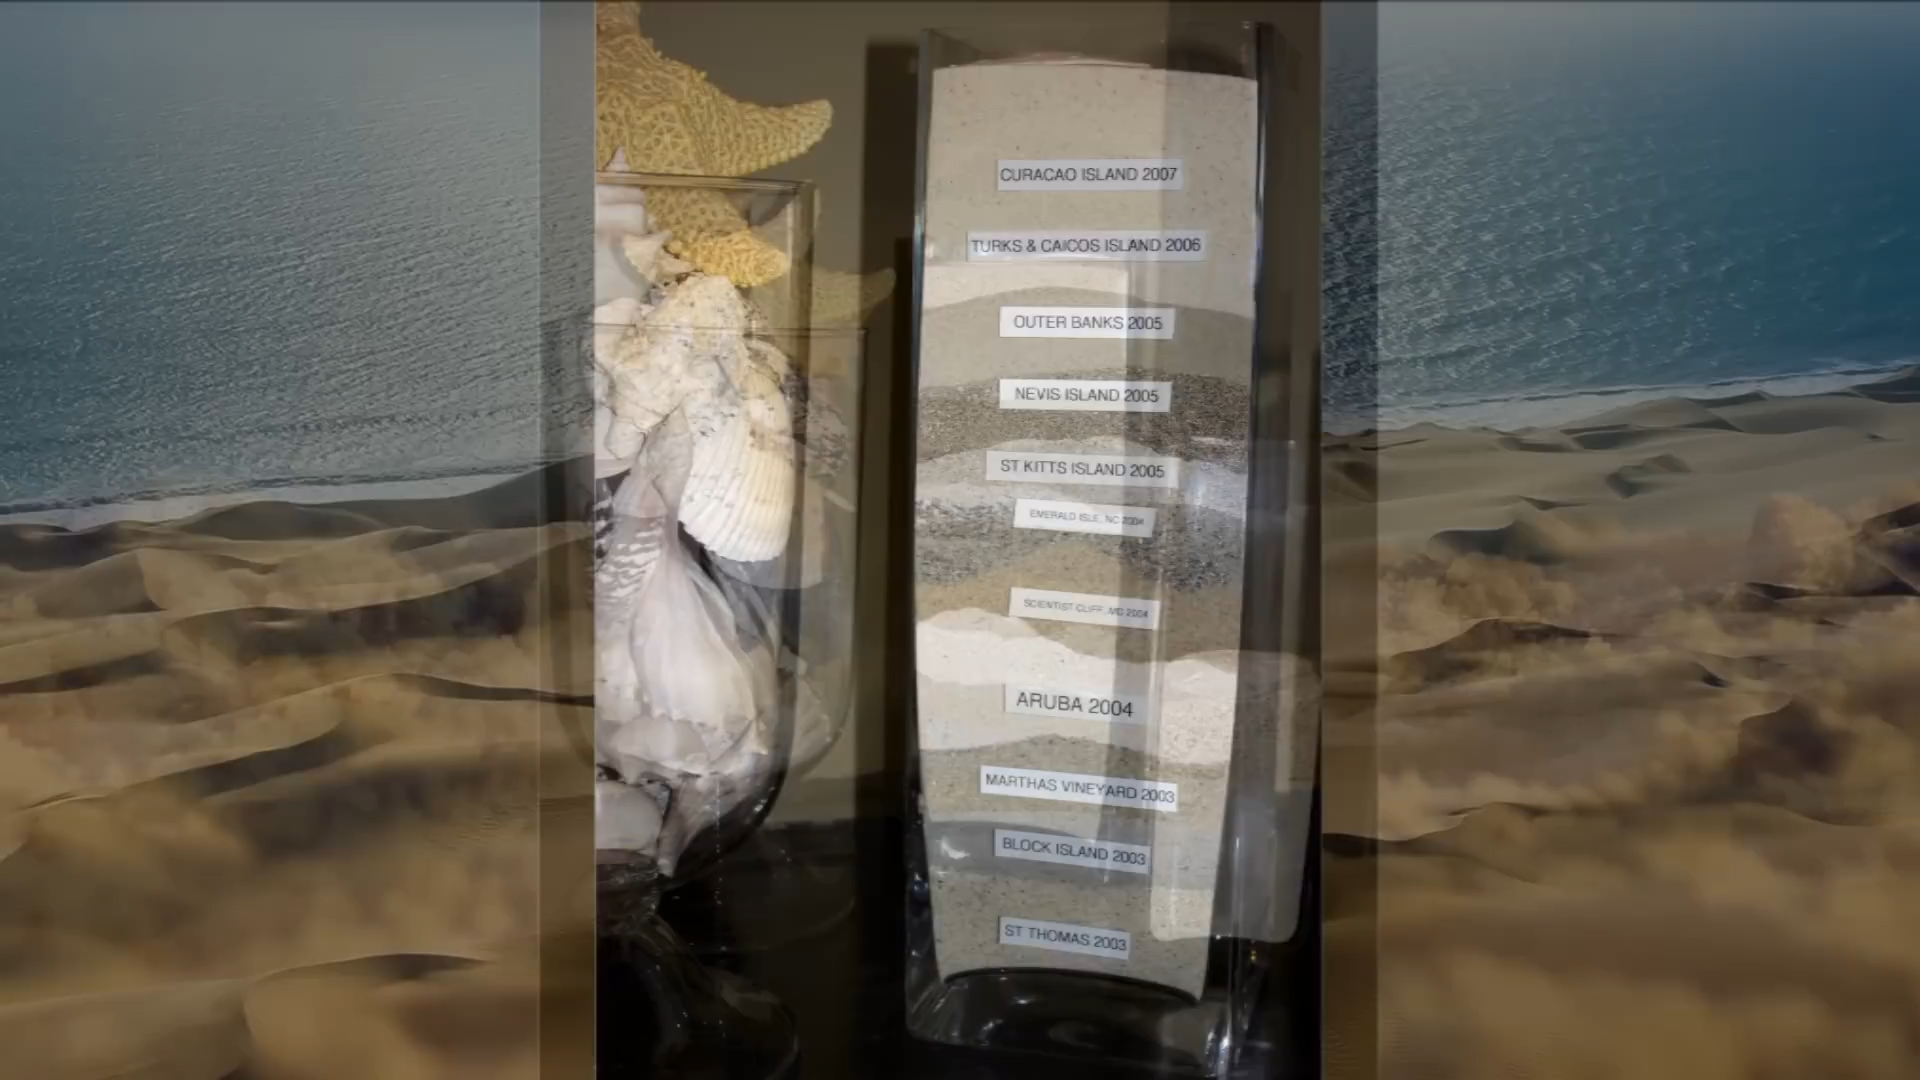 CURACAO ISLAND 2007
TURKS & CAICOS ISLAND 2006
OUTER BANKS 2005
NEVIS ISLAND 2005
ST KITTS ISLAND 2005
EMERALD ISLE, NC 2004
SCIENTIST CLIFF, MD 2004
ARUBA 2004
MARTHAS VINEYARD 2003
BLOCK ISLAND 2003
ST THOMAS 2003